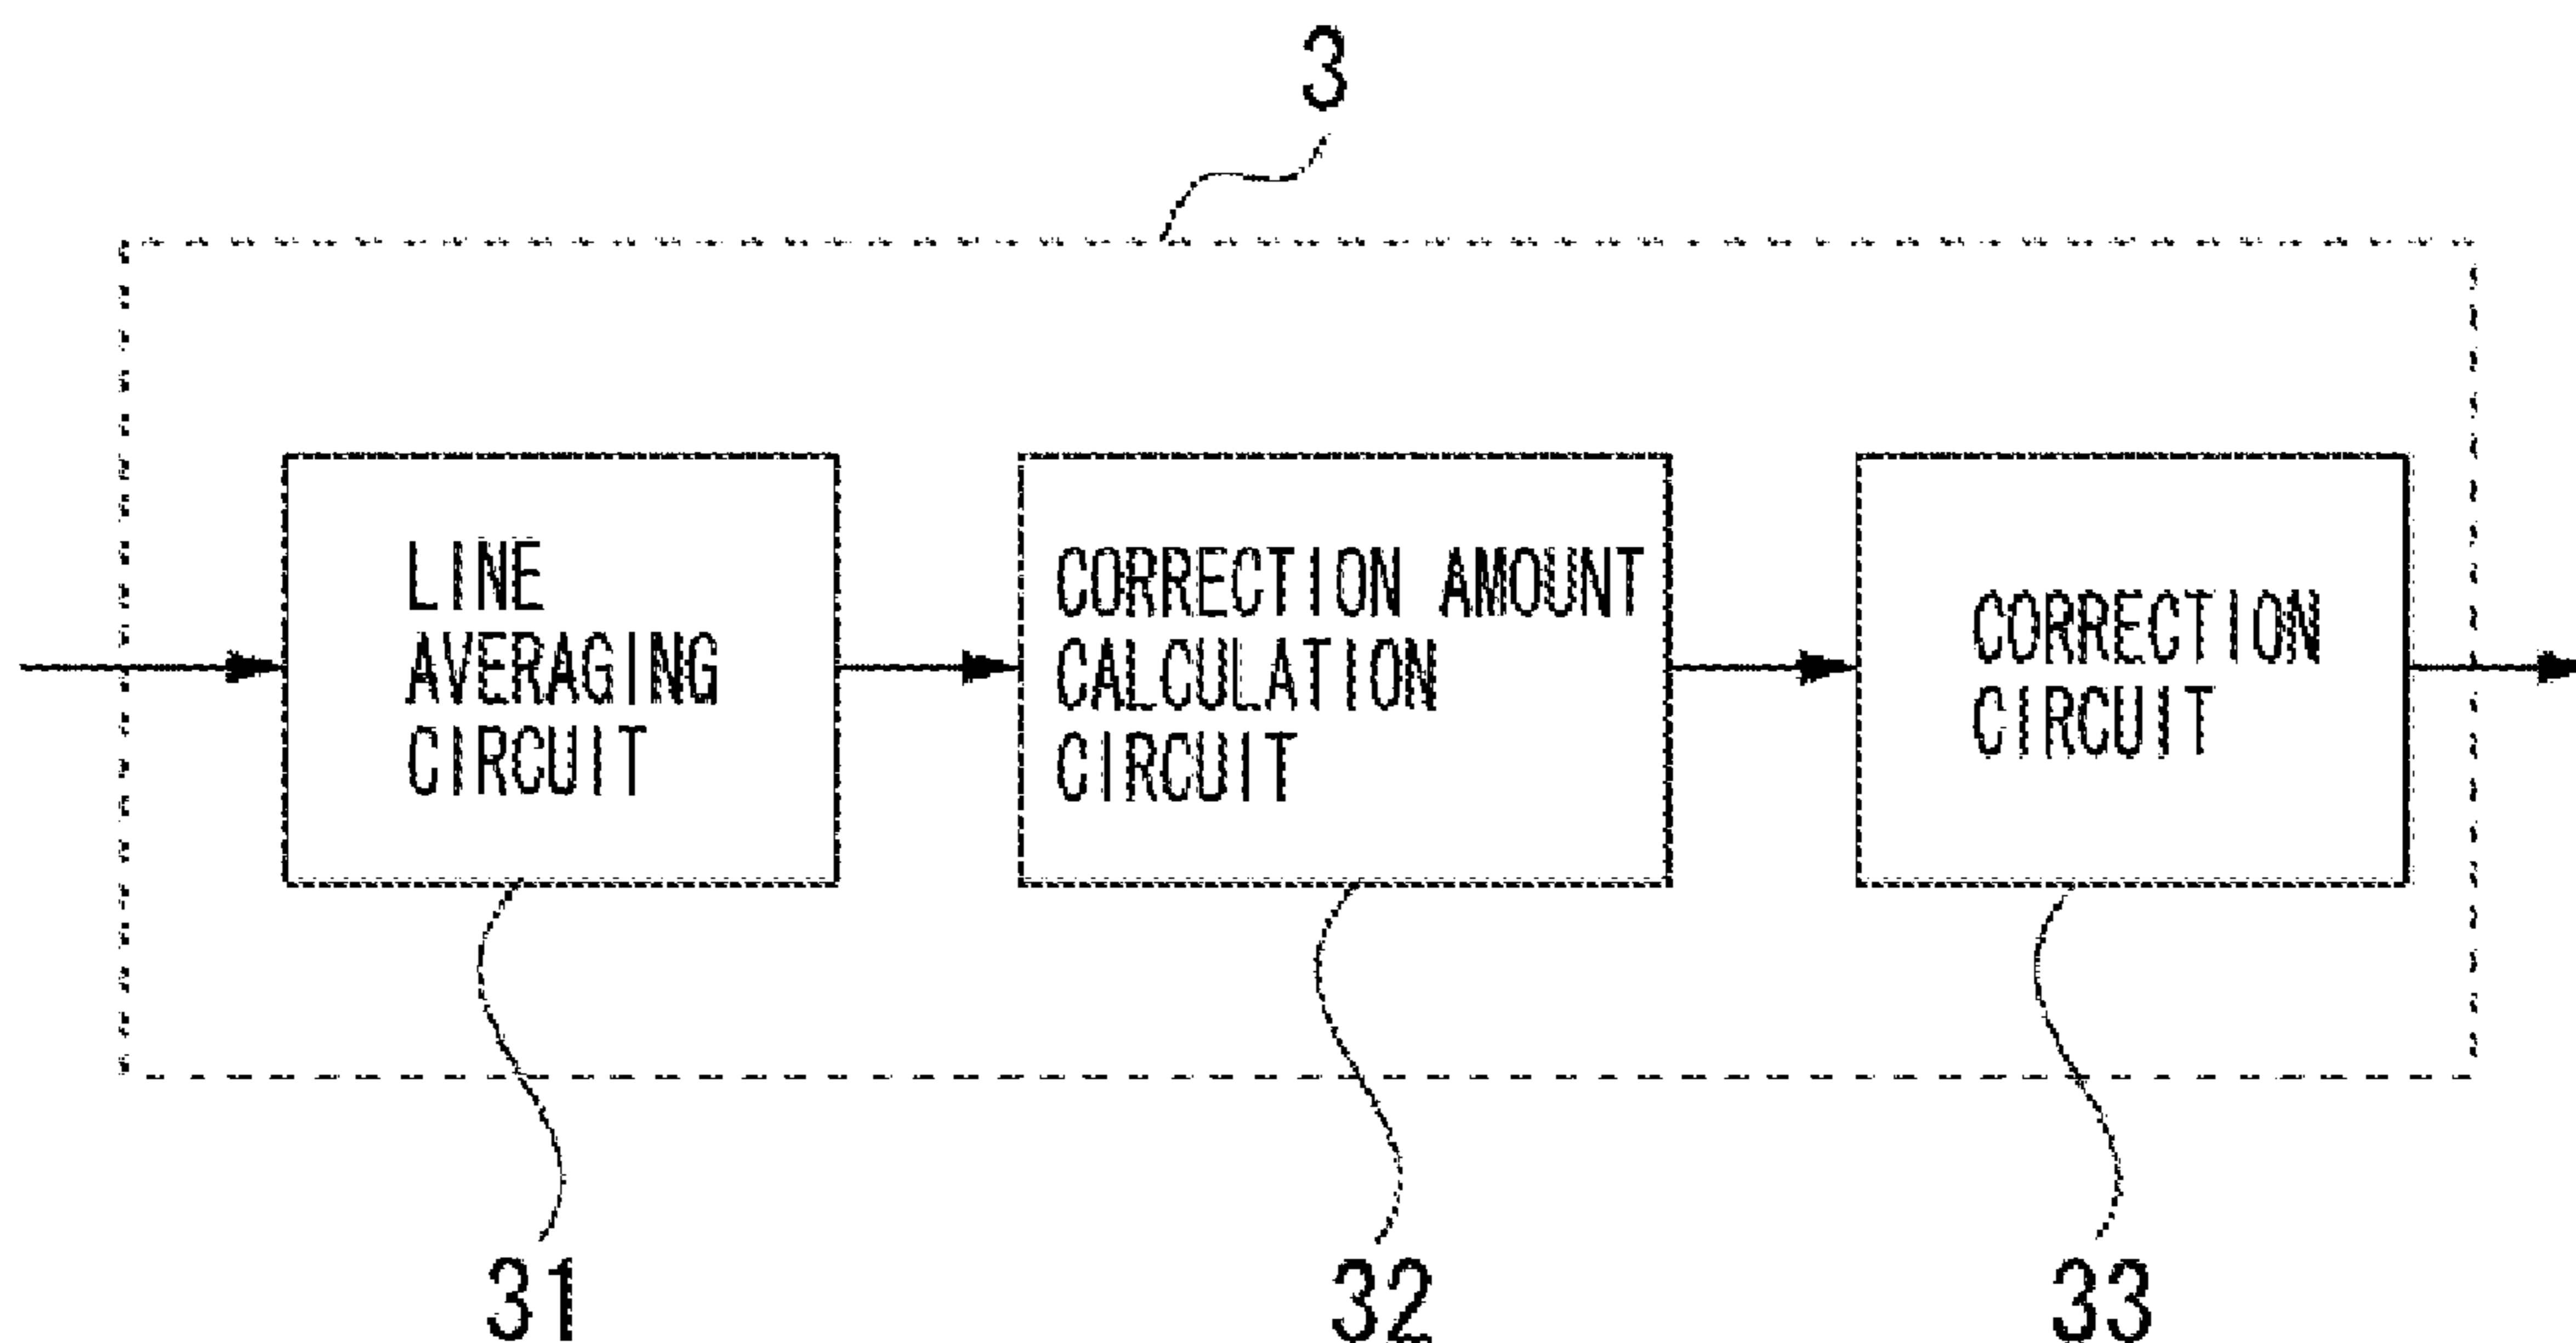 3
LINE
AVERAGING
CIRCUIT
CORRECTION AMOUNT
CALCULATION
CIRCUIT
CORRECTION
CIRCUIT
31
32
33